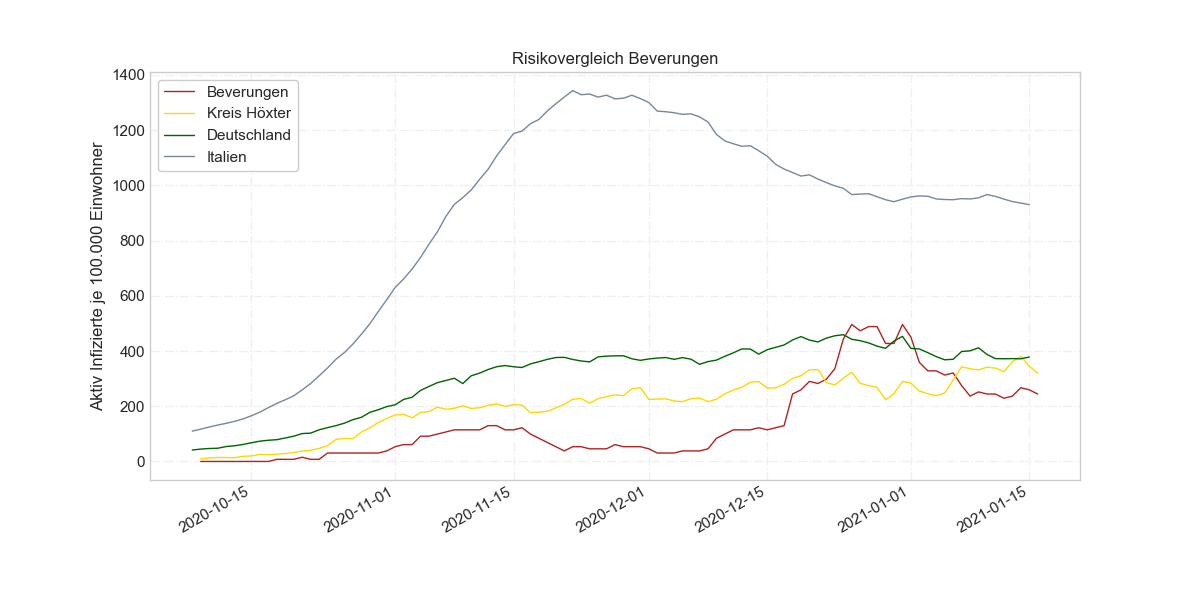 Risikovergleich Beverungen
Aktiv Infizierte je 100.000 Einwohner
1400
1200
1000
800
600
400
200
0
Beverungen
Kreis Höxter
Deutschland
Italien
2020-10-15
2020-11-01
2020-11-15
2020-12-01
2020-12-15
2021-01-01
2021-01-15